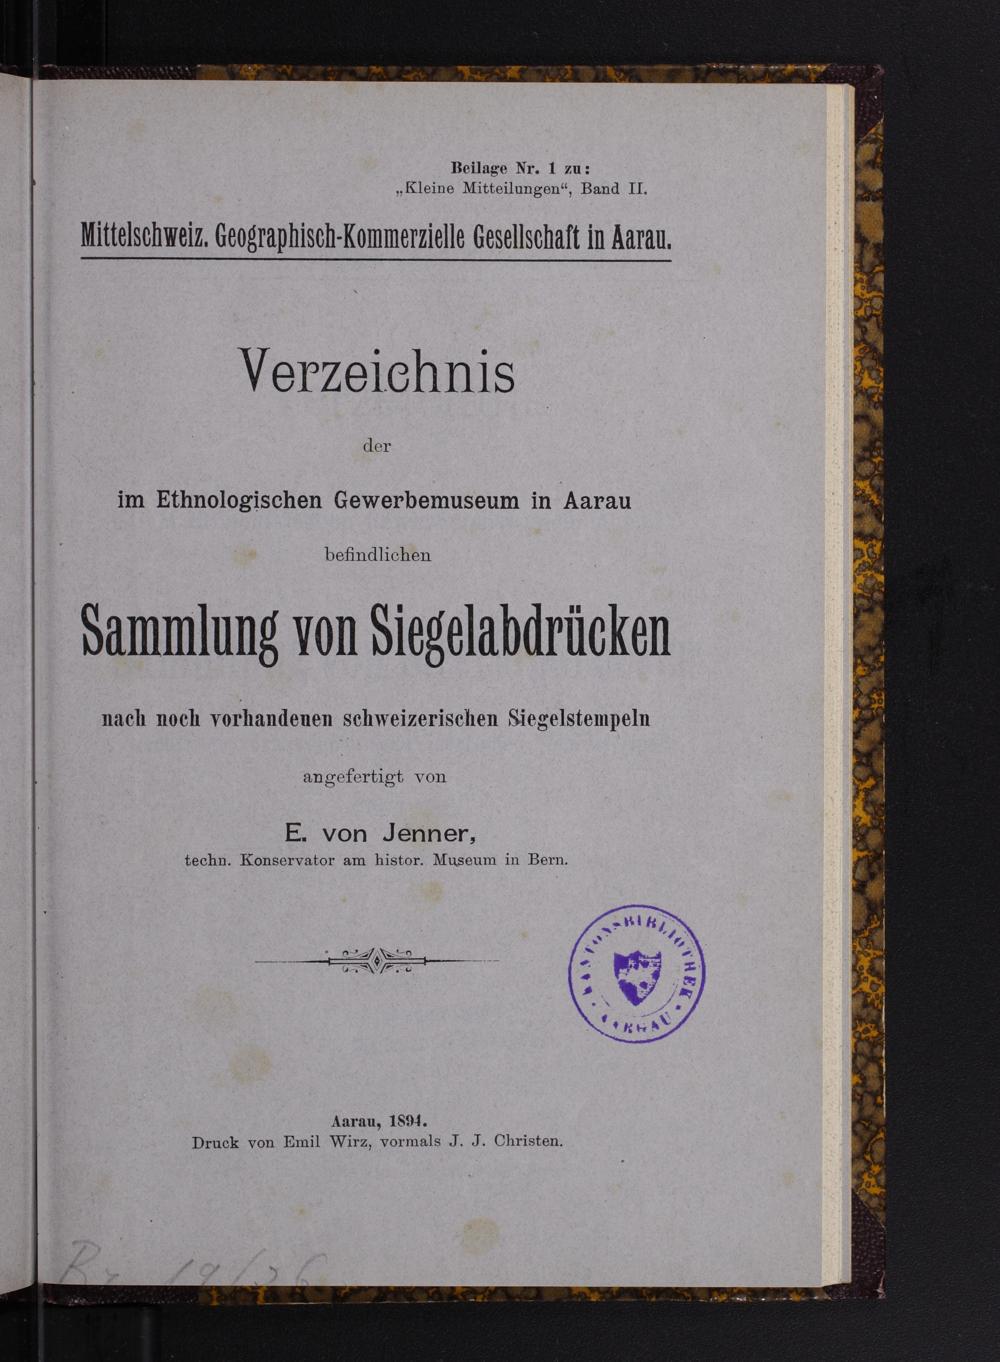 Beilage Nr. 1 zu:
„Kleine Mitteilungen“, Band II.
Mittelschweiz. Geographisch-Kommerzielle Gesellschaft in Aarau.
Verzeichnis
der
im Ethnologischen Gewerbemuseum in Aarau
befindlichen
Sammlung von Siegelabdrücken
nach noch vorhandenen schweizerischen Siegelstempeln
angefertigt von
E. von Jenner,
techn. Konservator am histor. Museum in Bern.
KANTONSBIBLIOTHEK
AARGAU
Aarau, 1894.
Druck von Emil Wirz, vormals J. J. Christen.